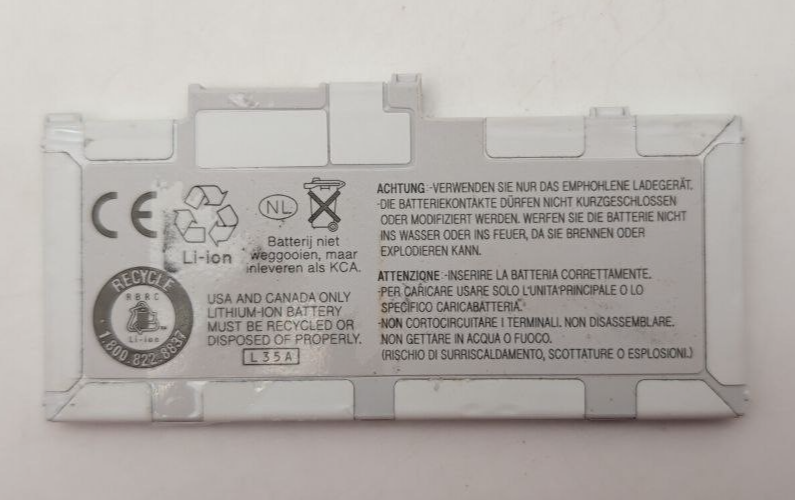 CE
Li-ion
NL
Batterij niet
weggooien, maar
inleveren als KCA.
RECYCLE
RBRC
Li-ion
1.800.822.8837
USA AND CANADA ONLY
LITHIUM-ION BATTERY
MUST BE RECYCLED OR
DISPOSED OF PROPERLY.
L35A
ACHTUNG -VERWENDEN SIE NUR DAS EMPHOHLENE LADEGERÄT.
-DIE BATTERIEKONTAKTE DÜRFEN NICHT KURZGESCHLOSSEN
ODER MODIFIZIERT WERDEN. WERFEN SIE DIE BATTERIE NICHT
INS WASSER ODER INS FEUER, DA SIE BRENNEN ODER
EXPLODIEREN KANN.
ATTENZIONE -INSERIRE LA BATTERIA CORRETTAMENTE.
-PER CARICARE USARE SOLO L'UNITA'PRINCIPALE O LO
SPECIFICO CARICABATTERIA.
-NON CORTOCIRCUITARE I TERMINALI. NON DISASSEMBLARE.
NON GETTARE IN ACQUA O FUOCO.
(RISCHIO DI SURRISCALDAMENTO, SCOTTATURE O ESPLOSIONI.)